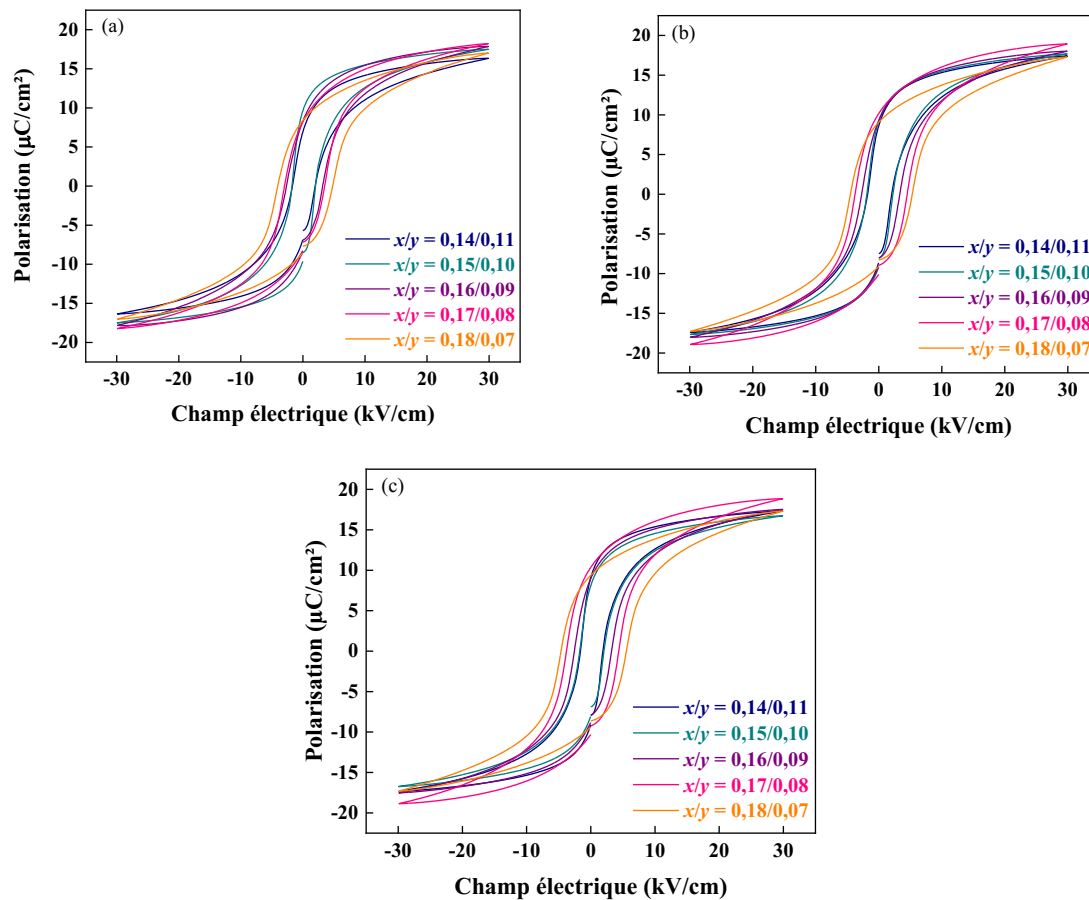 (a)
Polarisation (µC/cm²)
20
15
10
5
0
-5
-10
-15
-20
x/y = 0,14/0,11
x/y = 0,15/0,10
x/y = 0,16/0,09
x/y = 0,17/0,08
x/y = 0,18/0,07
-30 -20 -10 0 10 20 30
Champ électrique (kV/cm)
(b)
Polarisation (µC/cm²)
20
15
10
5
0
-5
-10
-15
-20
x/y = 0,14/0,11
x/y = 0,15/0,10
x/y = 0,16/0,09
x/y = 0,17/0,08
x/y = 0,18/0,07
-30 -20 -10 0 10 20 30
Champ électrique (kV/cm)
(c)
Polarisation (µC/cm²)
20
15
10
5
0
-5
-10
-15
-20
x/y = 0,14/0,11
x/y = 0,15/0,10
x/y = 0,16/0,09
x/y = 0,17/0,08
x/y = 0,18/0,07
-30 -20 -10 0 10 20 30
Champ électrique (kV/cm)